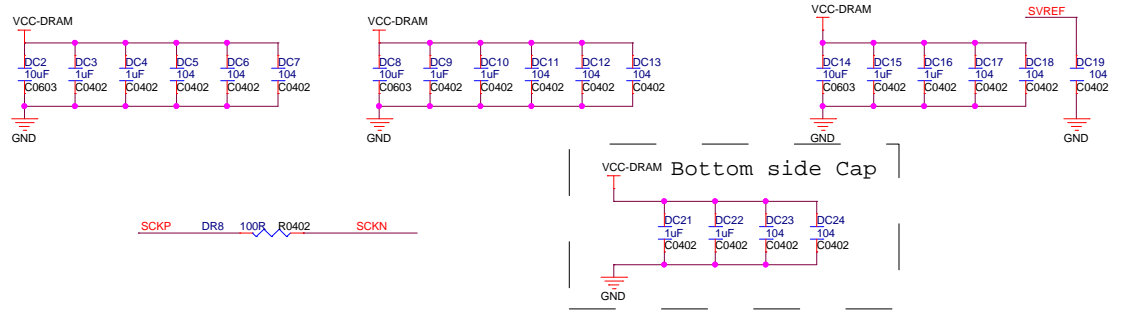 VCC-DRAM
DC2
10uF
C0603
DC3
1uF
C0402
DC4
1uF
C0402
DC5
104
C0402
DC6
104
C0402
DC7
104
C0402
GND
VCC-DRAM
DC8
10uF
C0603
DC9
1uF
C0402
DC10
1uF
C0402
DC11
104
C0402
DC12
104
C0402
DC13
104
C0402
GND
VCC-DRAM
DC14
10uF
C0603
DC15
1uF
C0402
DC16
1uF
C0402
DC17
104
C0402
DC18
104
C0402
GND
SVREF
DC19
104
C0402
GND
SCKP DR8 100R R0402 SCKN
VCC-DRAM Bottom side Cap
DC21
1uF
C0402
DC22
1uF
C0402
DC23
104
C0402
DC24
104
C0402
GND